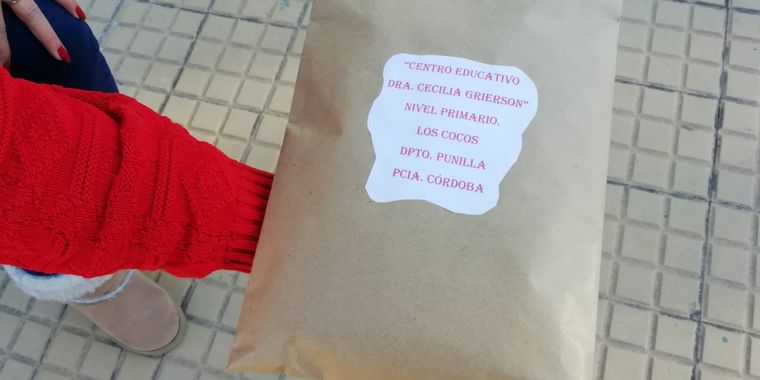 "CENTRO EDUCATIVO
DRA. CECILIA GRIERSON"
NIVEL PRIMARIO.
LOS COCOS
DPTO. PUNILLA
PCIA. CÓRDOBA